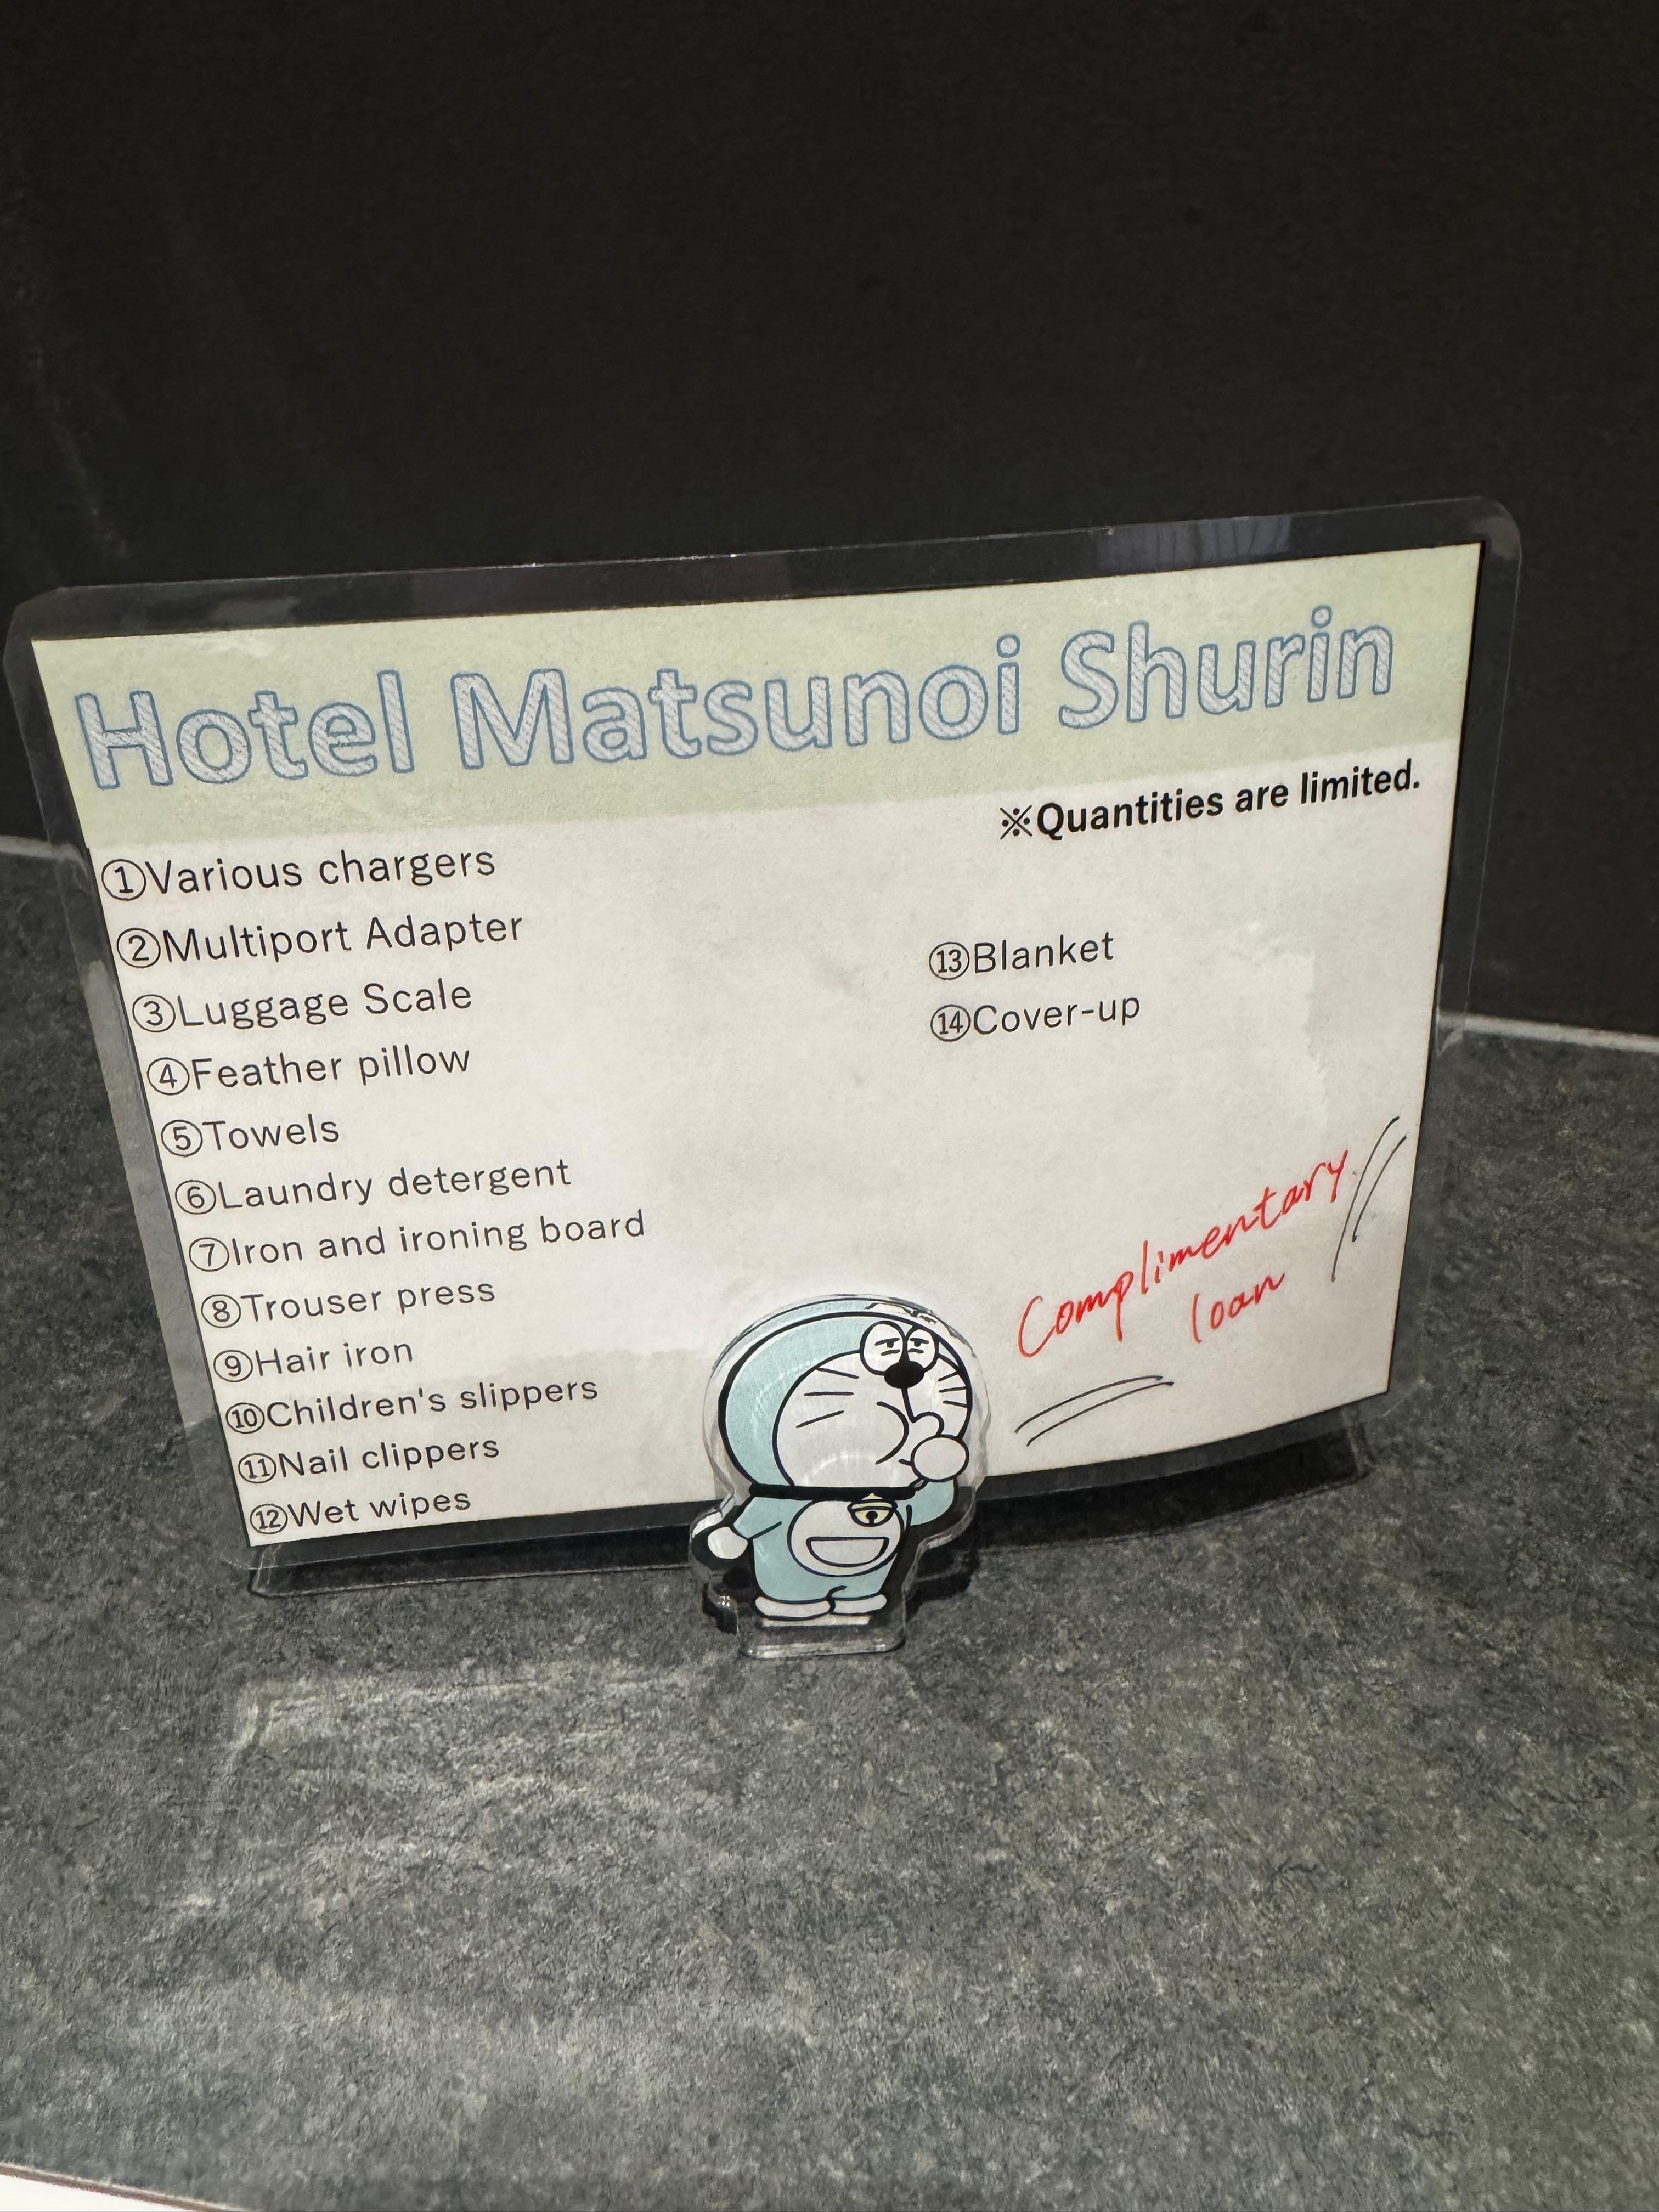 Hotel Matsunoi Shurin
※Quantities are limited.
①Various chargers
②Multiport Adapter
③Luggage Scale
④Feather pillow
⑤Towels
⑥Laundry detergent
⑦Iron and ironing board
⑧Trouser press
⑨Hair iron
⑩Children's slippers
⑪Nail clippers
⑫Wet wipes
⑬Blanket
⑭Cover-up
Complimentary
loan